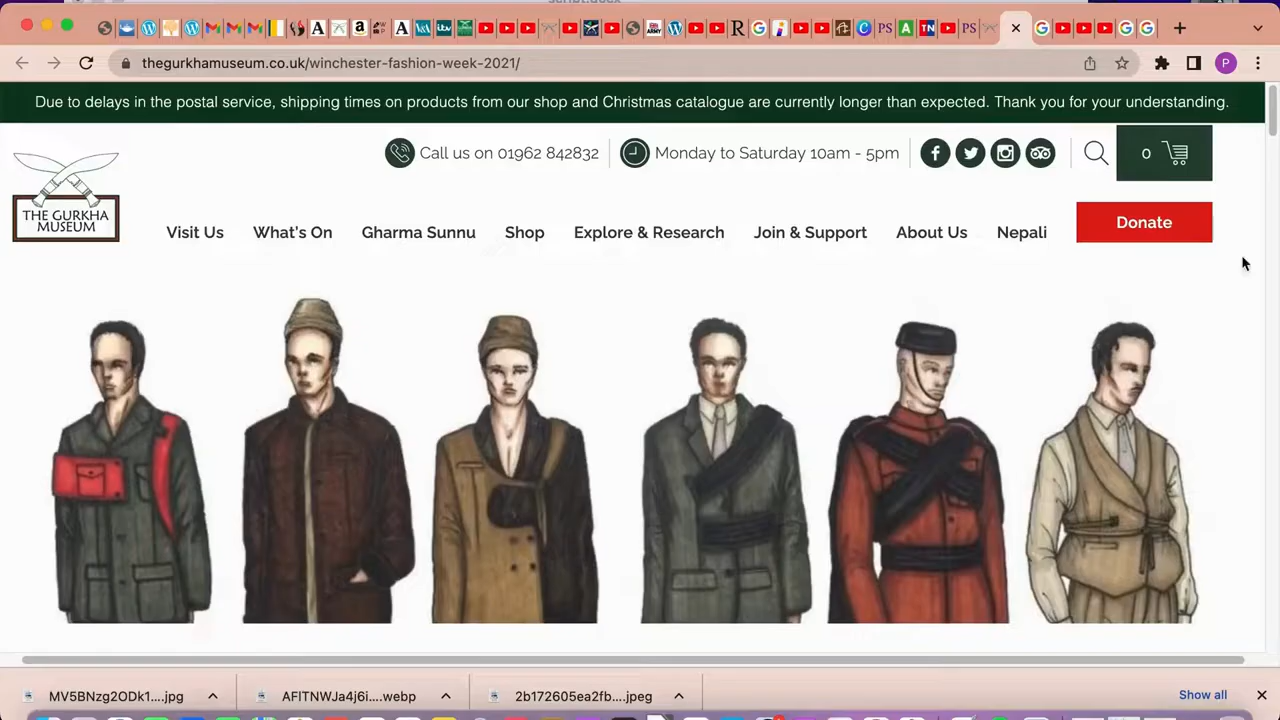 script.docx
thegurkhamuseum.co.uk/winchester-fashion-week-2021/
P
Due to delays in the postal service, shipping times on products from our shop and Christmas catalogue are currently longer than expected. Thank you for your understanding.
Call us on 01962 842832
Monday to Saturday 10am - 5pm
0
THE GURKHA
MUSEUM
Visit Us What's On Gharma Sunnu Shop Explore & Research Join & Support About Us Nepali Donate
MV5BNzg2ODk1....jpg AFITNWJa4j6i....webp 2b172605ea2fb....jpeg Show all